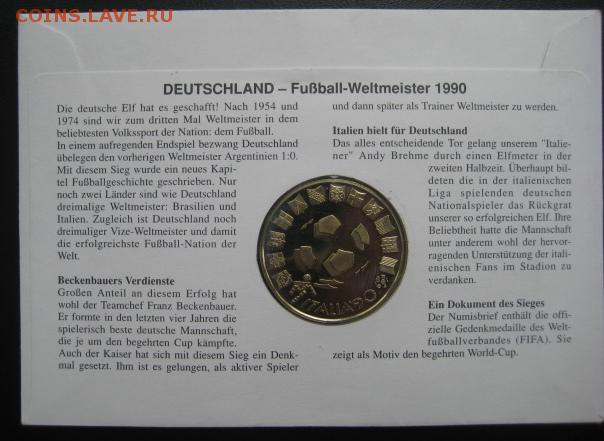 COINS.LAVE.RU
DEUTSCHLAND – Fußball-Weltmeister 1990
Die deutsche Elf hat es geschafft! Nach 1954 und
1974 sind wir zum dritten Mal Weltmeister in dem
beliebtesten Volkssport der Nation: dem Fußball.
In einem aufregenden Endspiel bezwang Deutschland
übelegen den vorherigen Weltmeister Argentinien 1:0.
Mit diesem Sieg wurde ein neues Kapi-
tel Fußballgeschichte geschrieben. Nur
noch zwei Länder sind wie Deutschland
dreimalige Weltmeister: Brasilien und
Italien. Zugleich ist Deutschland noch
dreimaliger Vize-Weltmeister und damit
die erfolgreichste Fußball-Nation der
Welt.
Beckenbauers Verdienste
Großen Anteil an diesem Erfolg hat
wohl der Teamchef Franz Beckenbauer.
Er formte in den letzten vier Jahren die
spielerisch beste deutsche Mannschaft,
die je um den begehrten Cup kämpfte.
Auch der Kaiser hat sich mit diesem Sieg ein Denk-
mal gesetzt. Ihm ist es gelungen, als aktiver Spieler
und dann später als Trainer Weltmeister zu werden.
Italien hielt für Deutschland
Das alles entscheidende Tor gelang unserem "Italie-
ner" Andy Brehme durch einen Elfmeter in der
zweiten Halbzeit. Überhaupt bil-
deten die in der italienischen
Liga spielenden deutschen
Nationalspieler das Rückgrat
unserer so erfolgreichen Elf. Ihre
Beliebtheit hatte die Mannschaft
unter anderem wohl der hervor-
ragenden Unterstützung der itali-
enischen Fans im Stadion zu
verdanken.
Ein Dokument des Sieges
Der Numisbrief enthält die offi-
zielle Gedenkmedaille des Welt-
fußballverbandes (FIFA). Sie
zeigt als Motiv den begehrten World-Cup.
ITALIA'90